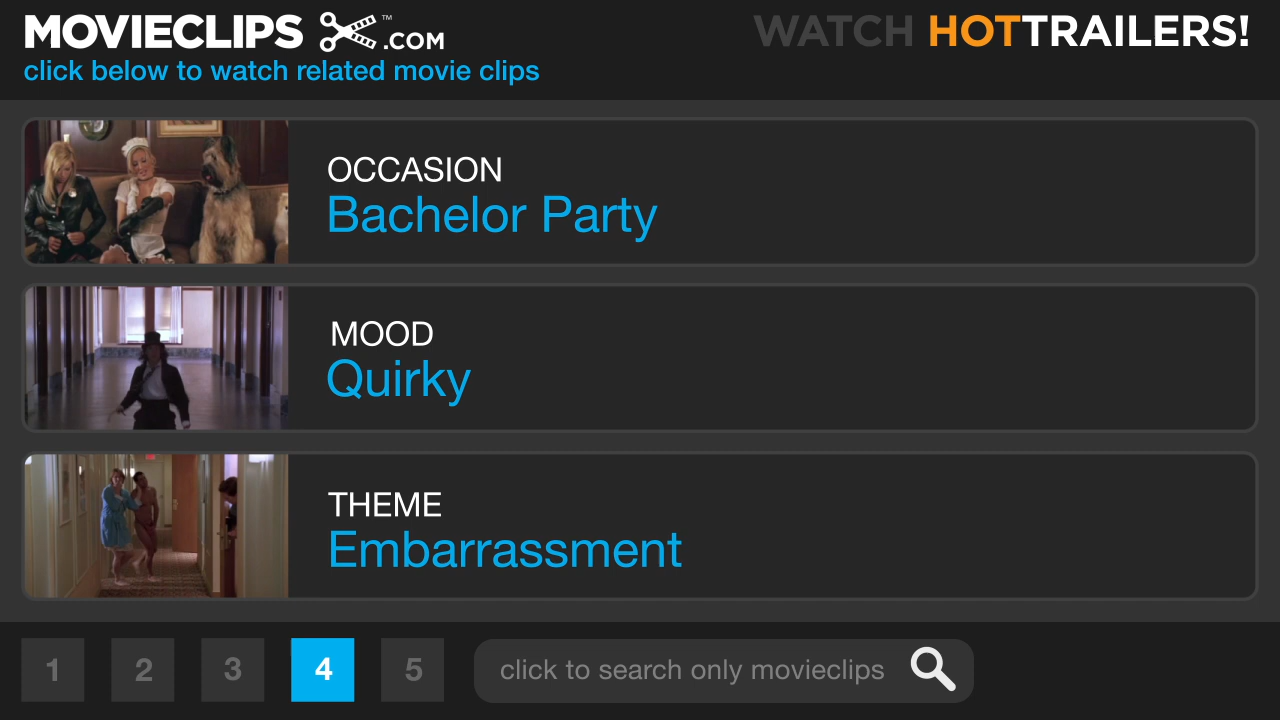 MOVIECLIPS ™ .COM
WATCH HOTTRAILERS!
click below to watch related movie clips
OCCASION
Bachelor Party
MOOD
Quirky
THEME
Embarrassment
1 2 3 4 5 click to search only movieclips